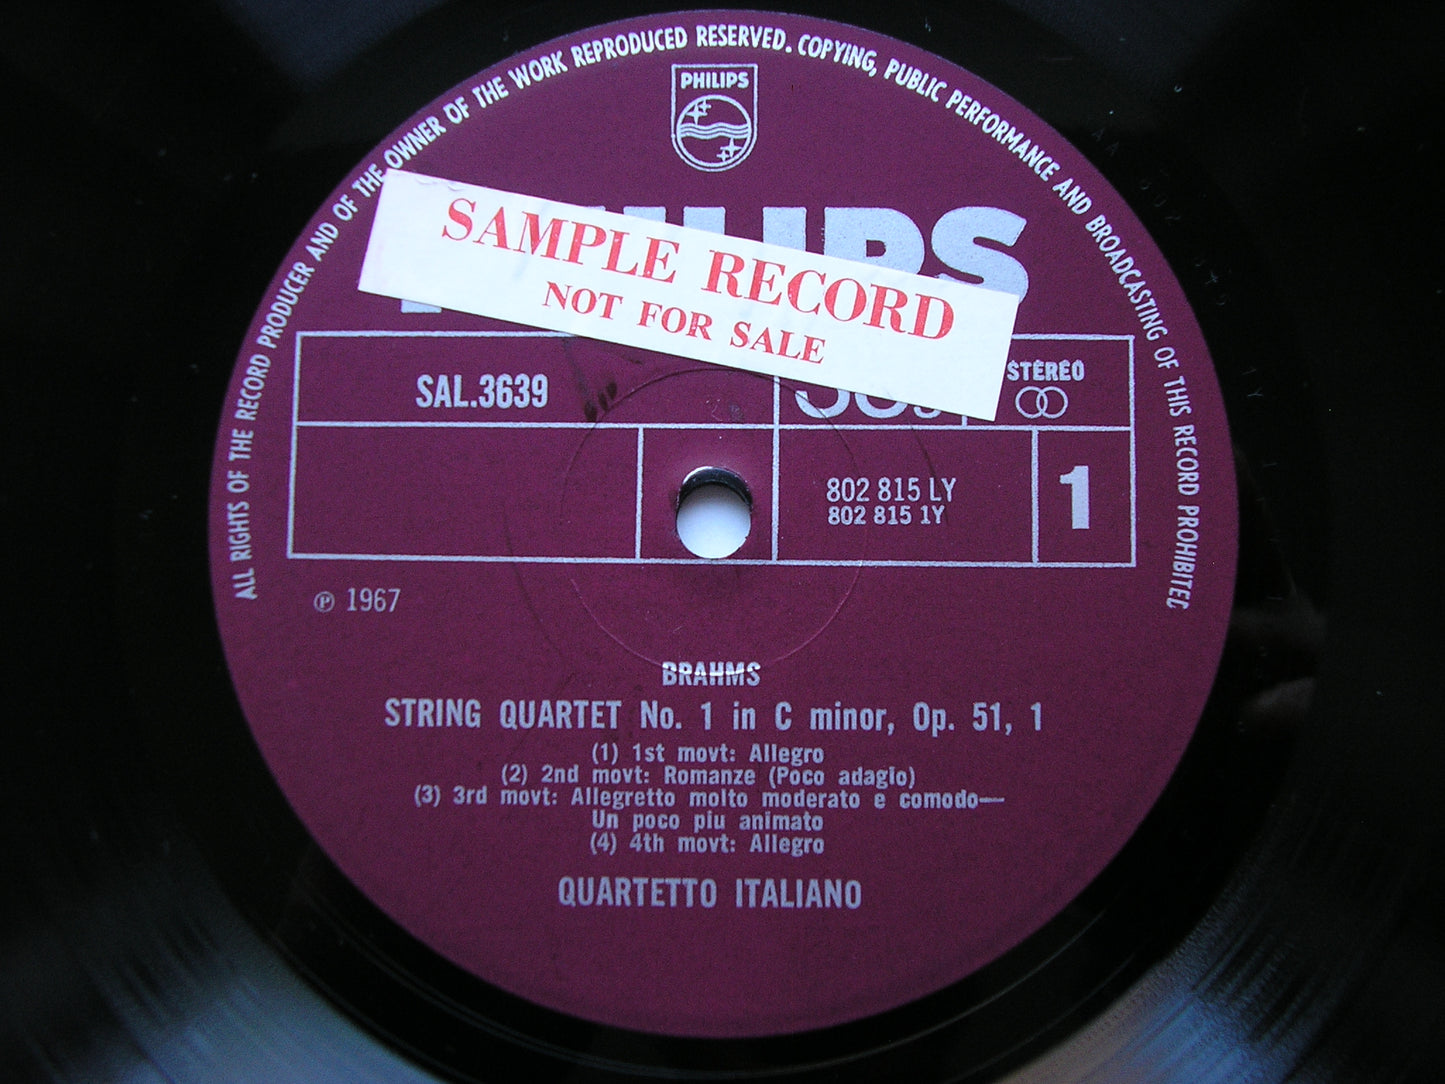 ALL RIGHTS OF THE RECORD PRODUCER AND OF THE OWNER OF THE WORK REPRODUCED RESERVED. COPYING, PUBLIC PERFORMANCE AND BROADCASTING OF THIS RECORD PROHIBITED
PHILIPS
SAMPLE RECORD
NOT FOR SALE
SAL.3639
STEREO
802 815 LY
802 815 1Y
1
℗ 1967
BRAHMS
STRING QUARTET No. 1 in C minor, Op. 51, 1
(1) 1st movt: Allegro
(2) 2nd movt: Romanze (Poco adagio)
(3) 3rd movt: Allegretto molto moderato e comodo—
Un poco piu animato
(4) 4th movt: Allegro
QUARTETTO ITALIANO